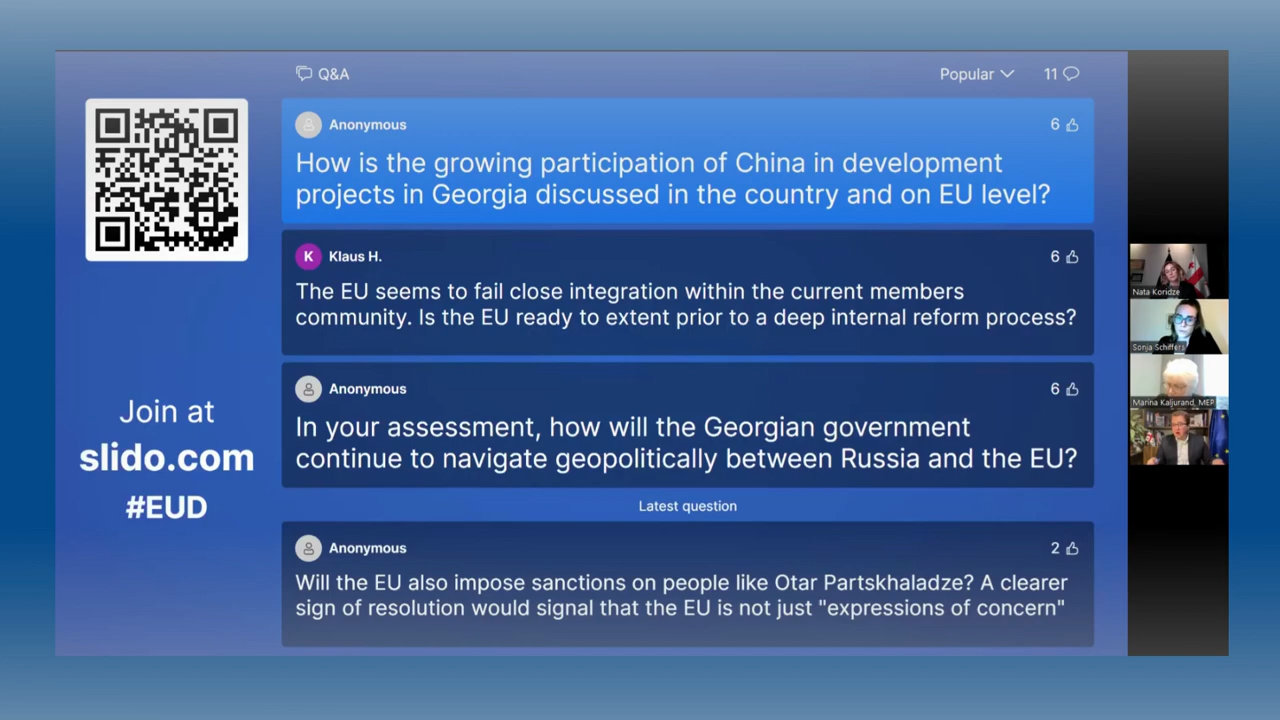 Q&A
Popular
11
Anonymous
6
How is the growing participation of China in development
projects in Georgia discussed in the country and on EU level?
K
Klaus H.
6
The EU seems to fail close integration within the current members
community. Is the EU ready to extent prior to a deep internal reform process?
Anonymous
6
In your assessment, how will the Georgian government
continue to navigate geopolitically between Russia and the EU?
Latest question
Anonymous
2
Will the EU also impose sanctions on people like Otar Partskhaladze? A clearer
sign of resolution would signal that the EU is not just "expressions of concern"
Join at
slido.com
#EUD
Nata Koridze
Sonja Schiffers
Marina Kaljurand, MEP